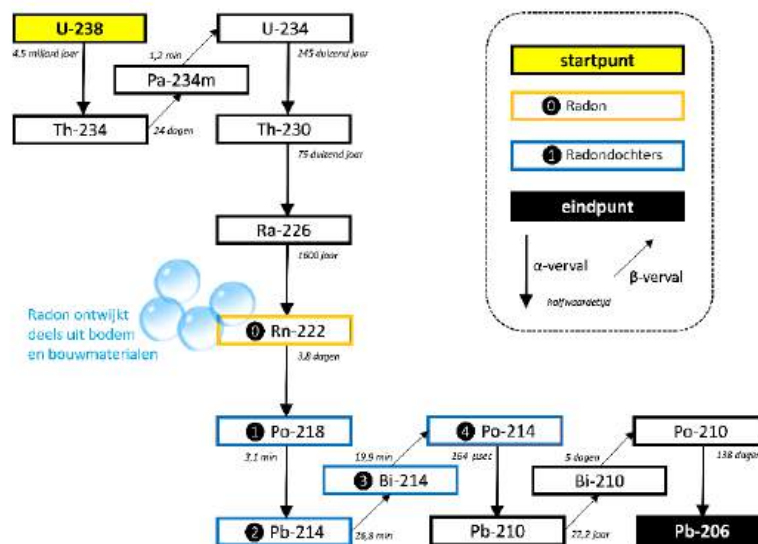 U-238
U-234
startpunt
4.5 miljard jaar
1,2 min
245 duizend jaar
Pa-234m
0 Radon
Th-234
24 dagen
Th-230
1 Radondochters
75 duizend jaar
eindpunt
Ra-226
1600 jaar
α-verval
β-verval
halfwaardetijd
Radon ontwijkt
deels uit bodem
en bouwmaterialen
0 Rn-222
3,8 dagen
1 Po-218
4 Po-214
Po-210
3,1 min
19,9 min
164 µsec
5 dagen
138 dagen
3 Bi-214
Bi-210
2 Pb-214
26,8 min
Pb-210
22,2 jaar
Pb-206